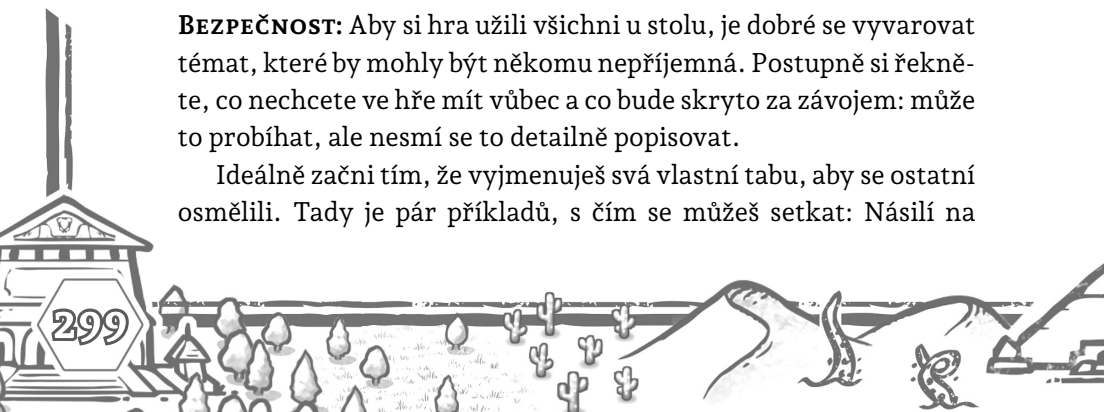 BEZPEČNOST: Aby si hra užili všichni u stolu, je dobré se vyvarovat
témat, které by mohly být někomu nepříjemná. Postupně si řekně-
te, co nechcete ve hře mít vůbec a co bude skryto za závojem: může
to probíhat, ale nesmí se to detailně popisovat.
Ideálně začni tím, že vyjmenuješ svá vlastní tabu, aby se ostatní
osmělili. Tady je pár příkladů, s čím se můžeš setkat: Násilí na
299